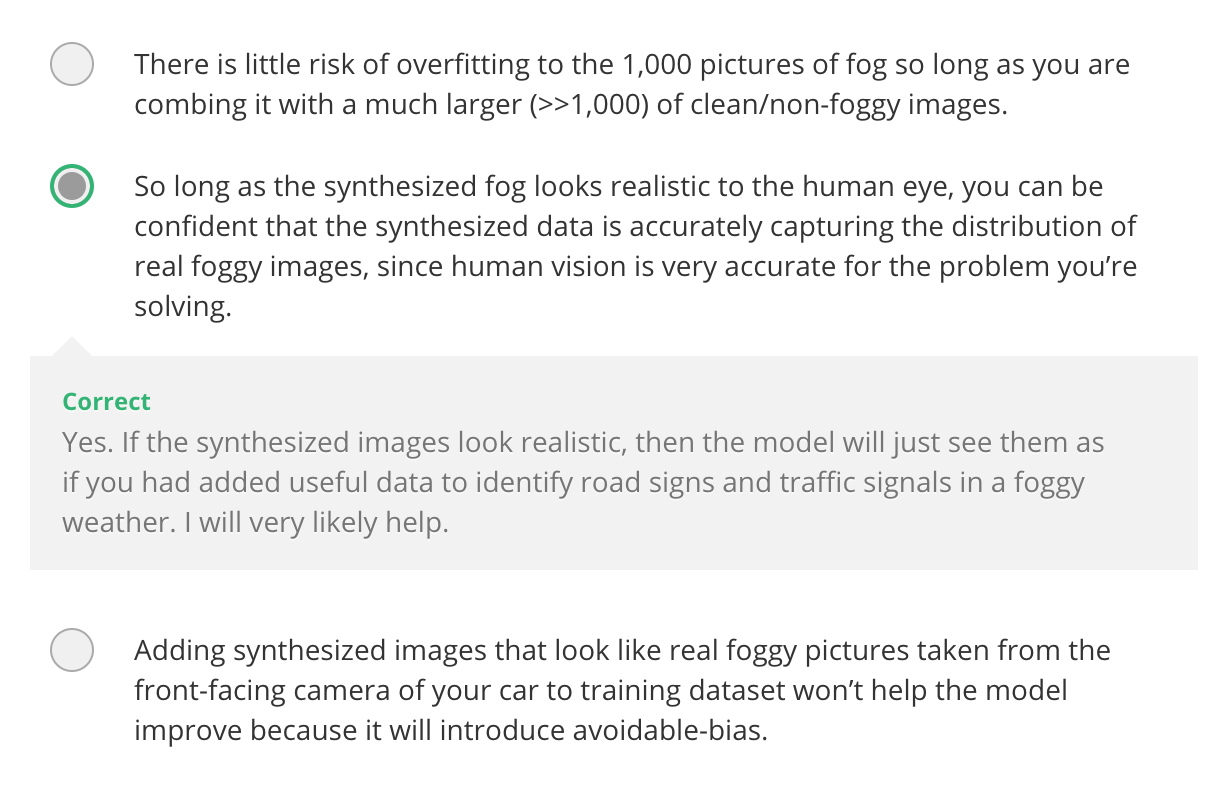 There is little risk of overfitting to the 1,000 pictures of fog so long as you are
combing it with a much larger (>>1,000) of clean/non-foggy images.
So long as the synthesized fog looks realistic to the human eye, you can be
confident that the synthesized data is accurately capturing the distribution of
real foggy images, since human vision is very accurate for the problem you’re
solving.
Correct
Yes. If the synthesized images look realistic, then the model will just see them as
if you had added useful data to identify road signs and traffic signals in a foggy
weather. I will very likely help.
Adding synthesized images that look like real foggy pictures taken from the
front-facing camera of your car to training dataset won’t help the model
improve because it will introduce avoidable-bias.